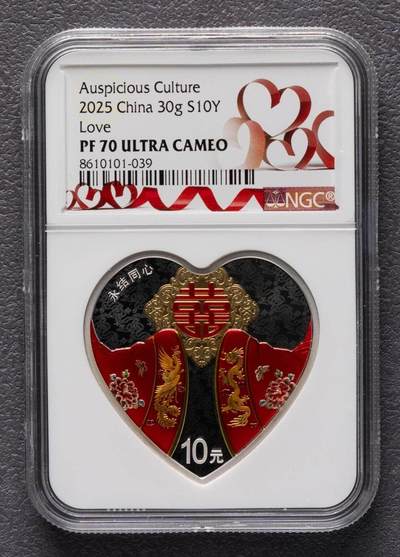 Auspicious Culture
2025 China 30g S10Y
Love
PF 70 ULTRA CAMEO
8610101-039
NGC®
永结同心
囍
10元